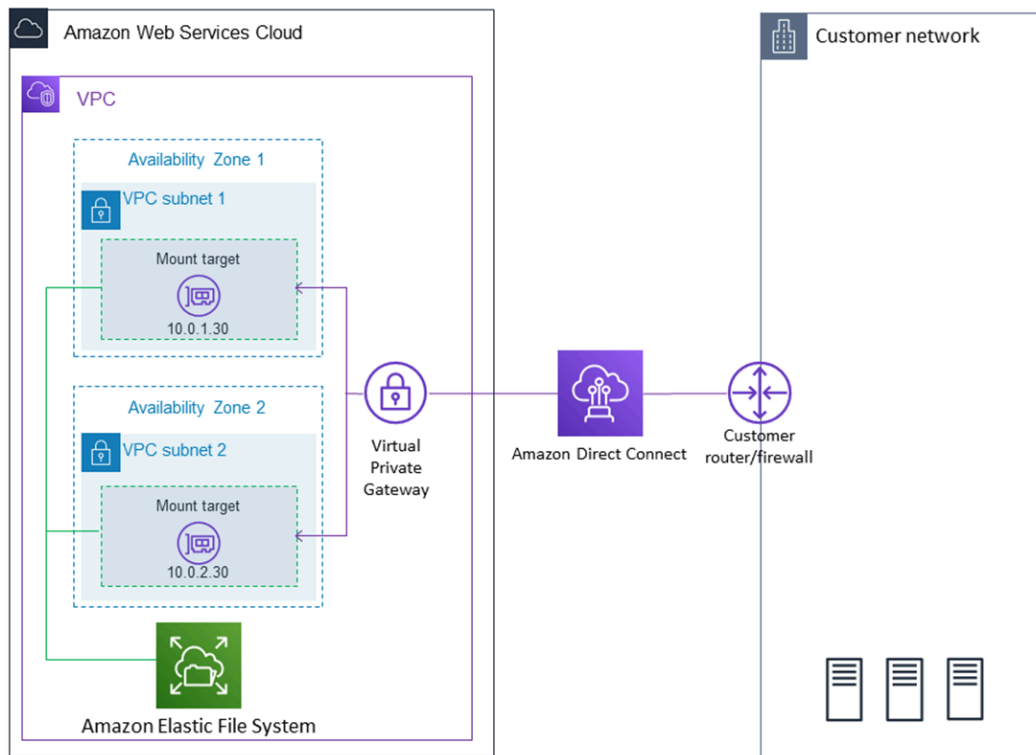 Amazon Web Services Cloud
VPC
Availability Zone 1
VPC subnet 1
Mount target
10.0.1.30
Availability Zone 2
VPC subnet 2
Mount target
10.0.2.30
Amazon Elastic File System
Virtual
Private
Gateway
Amazon Direct Connect
Customer network
Customer
router/firewall